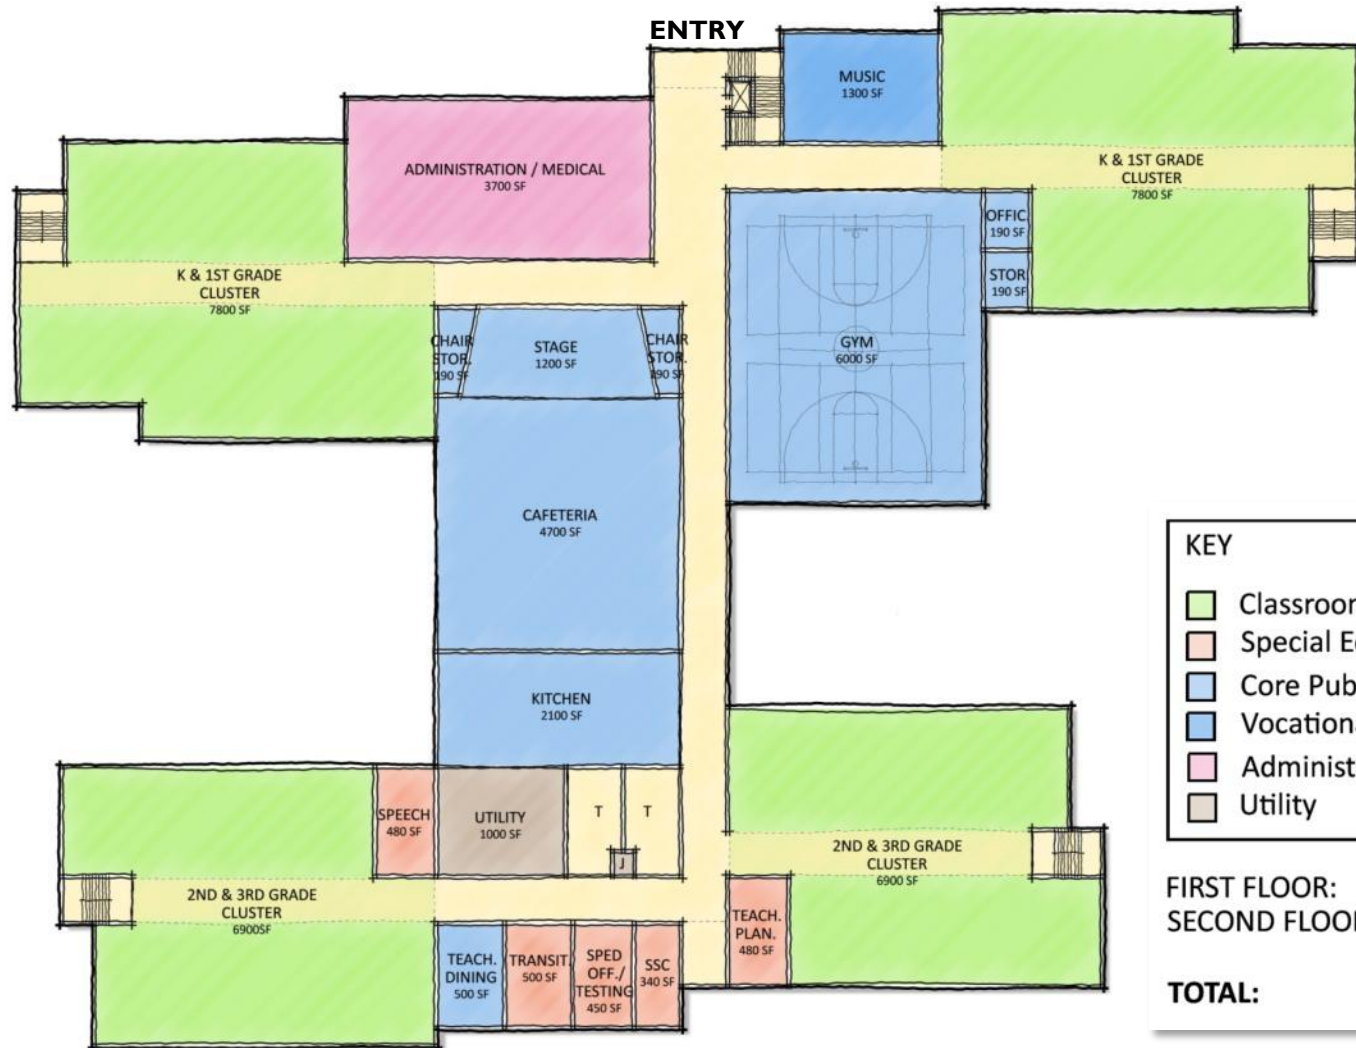 ENTRY
MUSIC
1300 SF
ADMINISTRATION / MEDICAL
3700 SF
K & 1ST GRADE
CLUSTER
7800 SF
OFFIC.
190 SF
STOR.
190 SF
K & 1ST GRADE
CLUSTER
7800 SF
CHAIR
STOR.
190 SF
STAGE
1200 SF
CHAIR
STOR.
190 SF
GYM
6000 SF
CAFETERIA
4700 SF
KITCHEN
2100 SF
SPEECH
480 SF
UTILITY
1000 SF
T
T
J
2ND & 3RD GRADE
CLUSTER
6900 SF
2ND & 3RD GRADE
CLUSTER
6900SF
TEACH.
PLAN.
480 SF
TEACH.
DINING
500 SF
TRANSIT.
500 SF
SPED
OFF./
TESTING
450 SF
SSC
340 SF
KEY
Classroom
Special E
Core Pub
Vocation
Administ
Utility
FIRST FLOOR:
SECOND FLOOR
TOTAL: